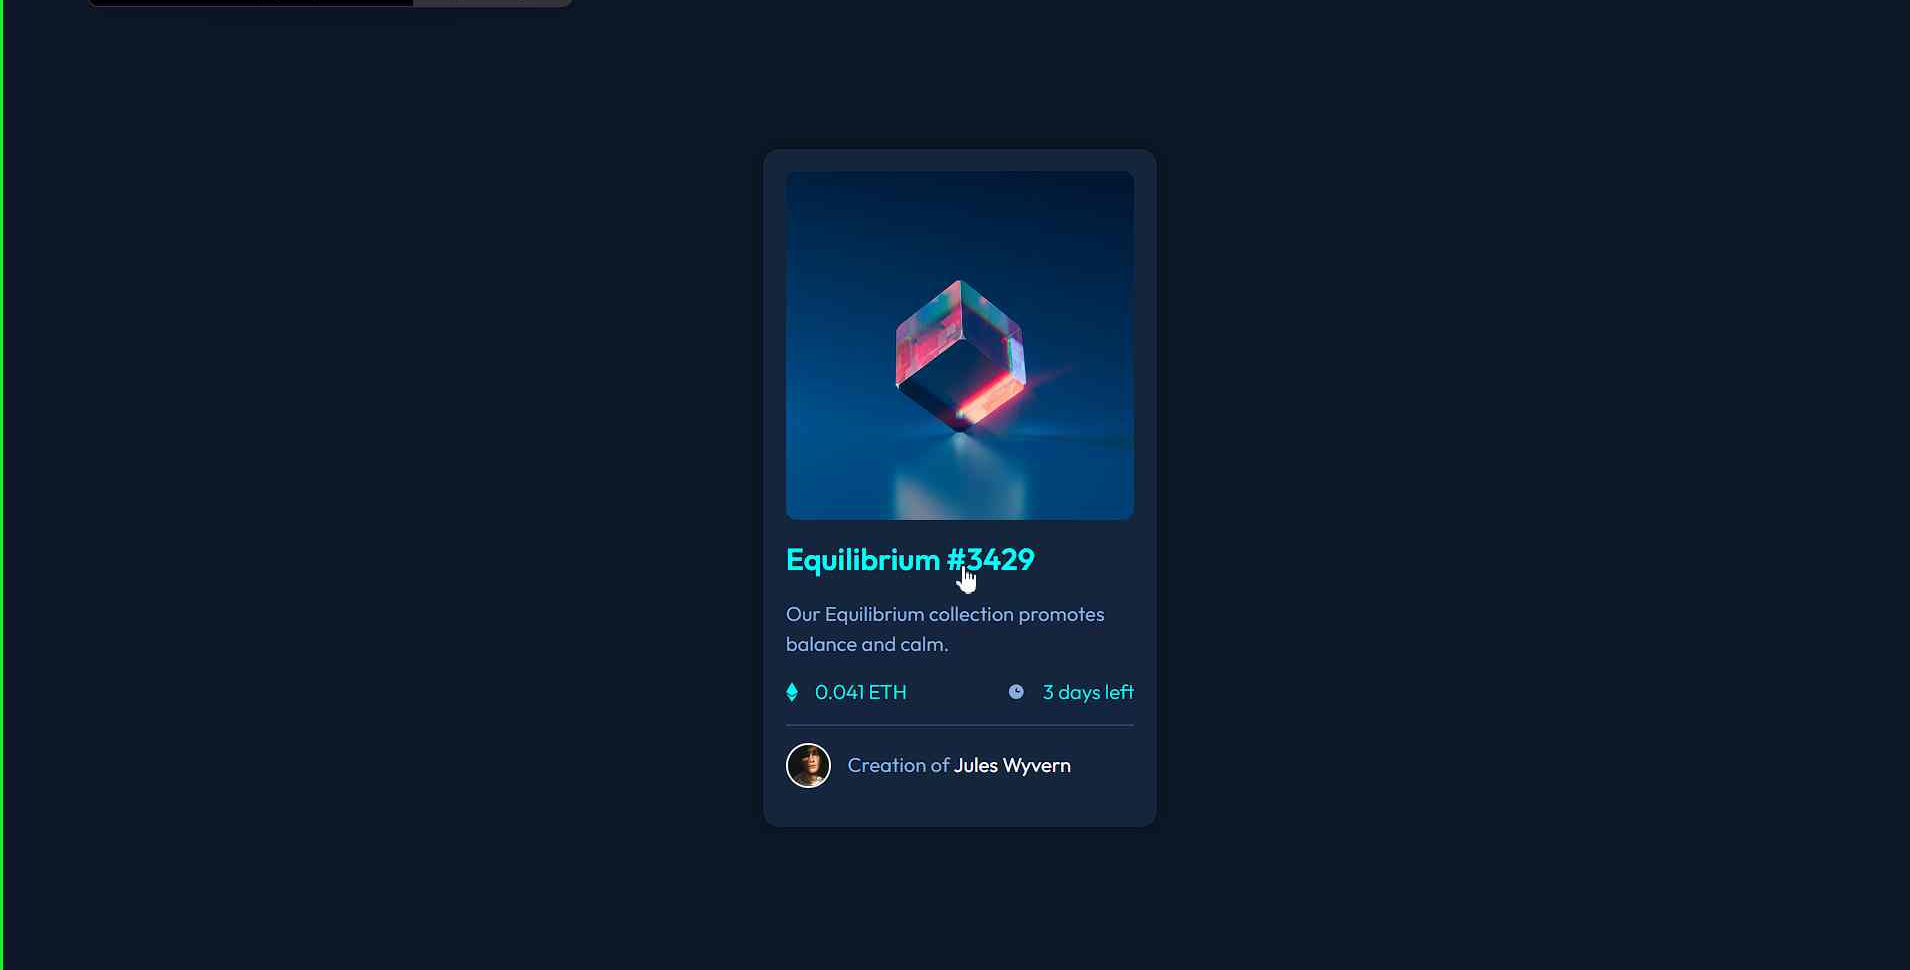 Equilibrium #3429
Our Equilibrium collection promotes
balance and calm.
0.041 ETH
3 days left
Creation of Jules Wyvern